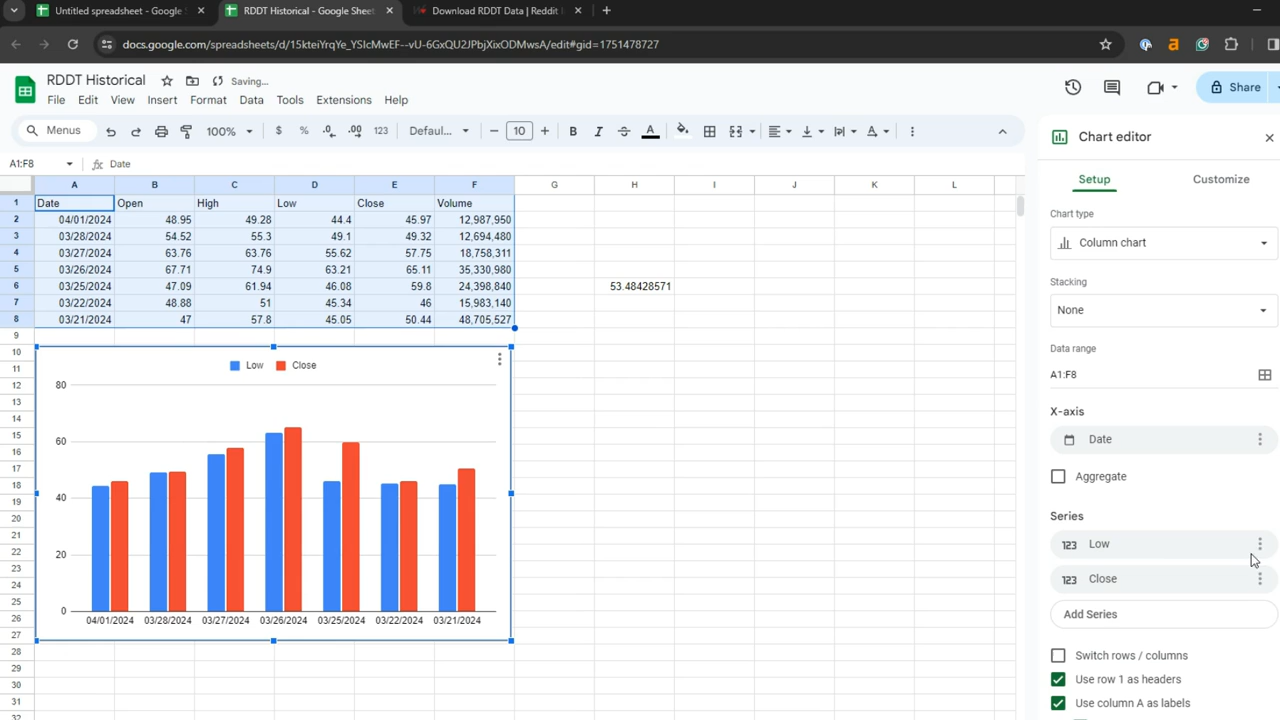 Untitled spreadsheet - Google S
RDDT Historical - Google Sheet
Download RDDT Data | Reddit
docs.google.com/spreadsheets/d/15kteiYrqYe_YSIcMwEF--vU-6GxQU2JPbjXixODMwsA/edit#gid=1751478727
RDDT Historical
Saving...
File Edit View Insert Format Data Tools Extensions Help
Share
Menus 100% $ % .0 .00 123 Defaul... 10 B I A
A1:F8 fx Date
A B C D E F G H I J K L
1 Date Open High Low Close Volume
2 04/01/2024 48.95 49.28 44.4 45.97 12,987,950
3 03/28/2024 54.52 55.3 49.1 49.32 12,694,480
4 03/27/2024 63.76 63.76 55.62 57.75 18,758,311
5 03/26/2024 67.71 74.9 63.21 65.11 35,330,980
6 03/25/2024 47.09 61.94 46.08 59.8 24,398,840 53.48428571
7 03/22/2024 48.88 51 45.34 46 15,983,140
8 03/21/2024 47 57.8 45.05 50.44 48,705,527
9
10
11
12
13
14
15
16
17
18
19
20
21
22
23
24
25
26
27
28
29
30
31
32
Low Close
80
60
40
20
0
04/01/2024 03/28/2024 03/27/2024 03/26/2024 03/25/2024 03/22/2024 03/21/2024
Chart editor
Setup Customize
Chart type
Column chart
Stacking
None
Data range
A1:F8
X-axis
Date
Aggregate
Series
123 Low
123 Close
Add Series
Switch rows / columns
Use row 1 as headers
Use column A as labels